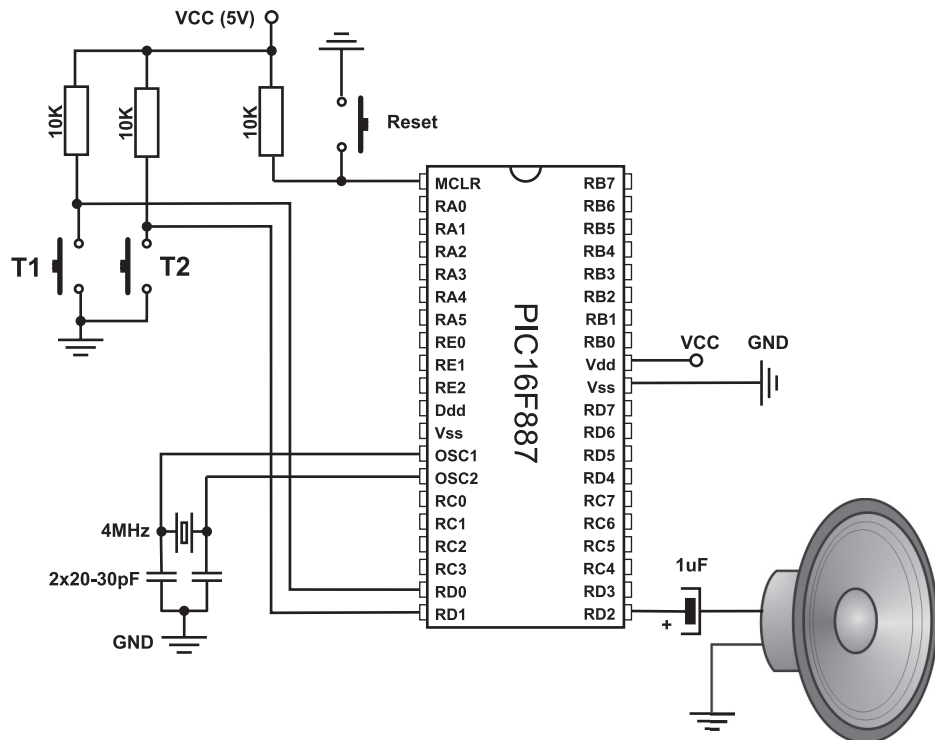 VCC (5V)
10K
10K
10K
Reset
T1
T2
MCLR
RA0
RA1
RA2
RA3
RA4
RA5
RE0
RE1
RE2
Ddd
Vss
OSC1
OSC2
RC0
RC1
RC2
RC3
RD0
RD1
PIC16F887
RB7
RB6
RB5
RB4
RB3
RB2
RB1
RB0
Vdd
Vss
RD7
RD6
RD5
RD4
RC7
RC6
RC5
RC4
RD3
RD2
VCC
GND
4MHz
2x20-30pF
GND
1uF
+